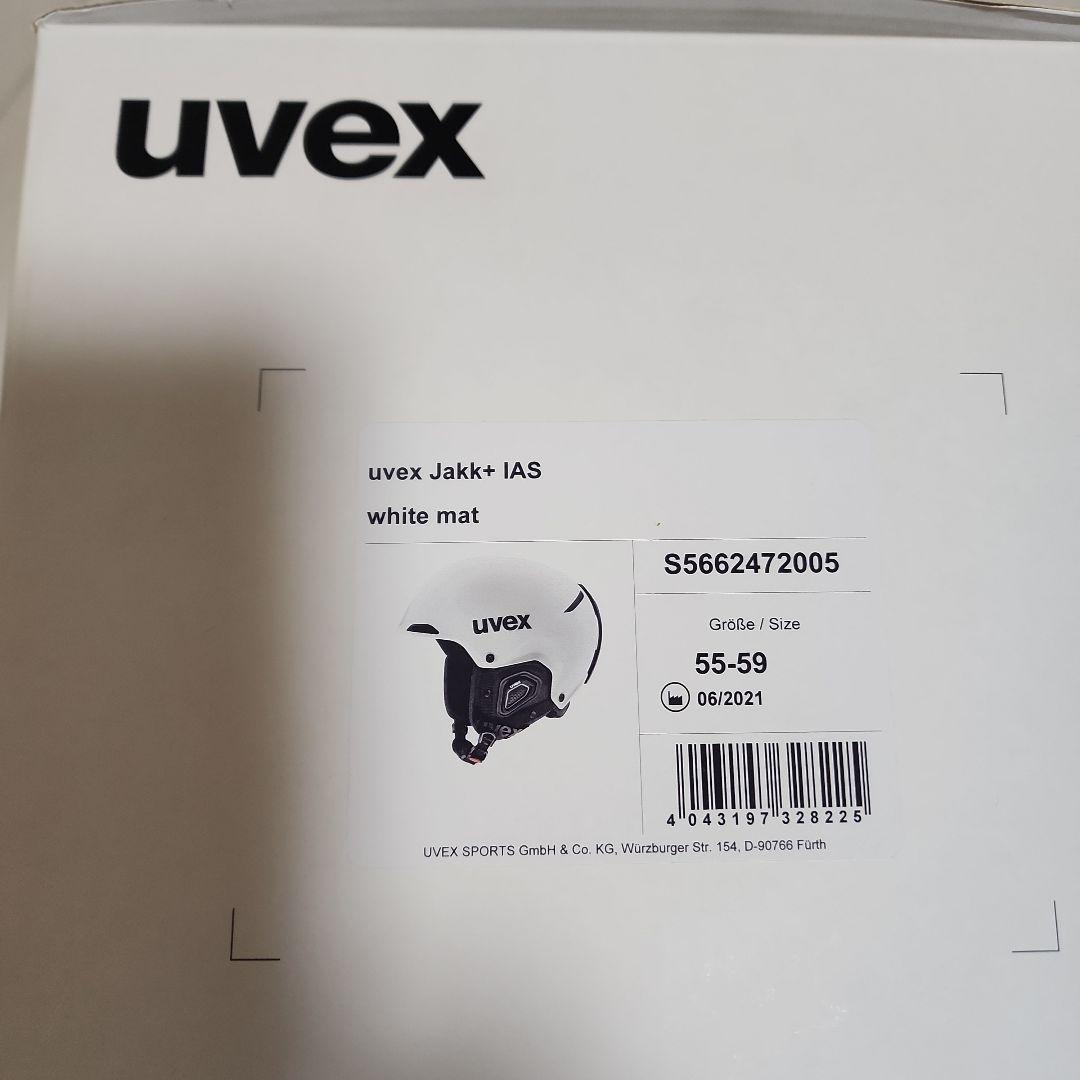 uvex
uvex Jakk+ IAS
white mat
uvex
uvex
S5662472005
Größe / Size
55-59
06/2021
4 043197 328225
UVEX SPORTS GmbH & Co. KG, Würzburger Str. 154, D-90766 Fürth